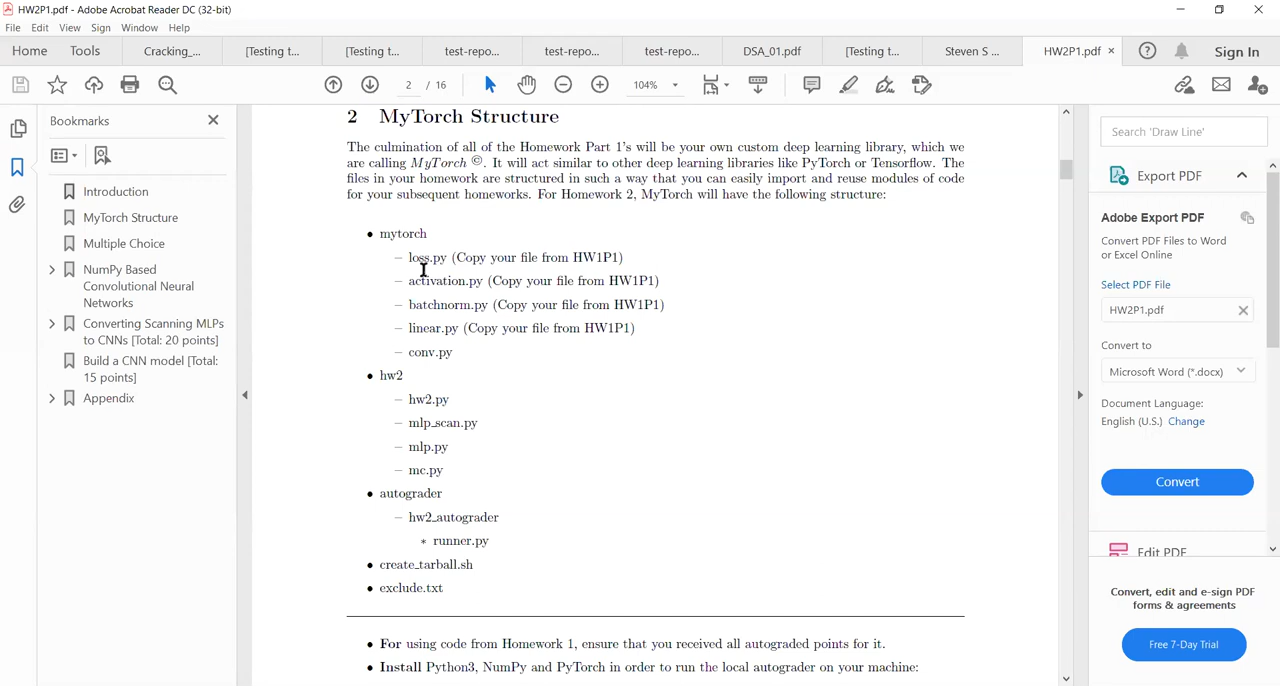 HW2P1.pdf - Adobe Acrobat Reader DC (32-bit)
File Edit View Sign Window Help
Home Tools Cracking_... [Testing t... [Testing t... test-repo... test-repo... test-repo... DSA_01.pdf [Testing t... Steven S ... HW2P1.pdf × Sign In
2 / 16 104%
Bookmarks
Introduction
MyTorch Structure
Multiple Choice
NumPy Based
Convolutional Neural
Networks
Converting Scanning MLPs
to CNNs [Total: 20 points]
Build a CNN model [Total:
15 points]
Appendix
2 MyTorch Structure
The culmination of all of the Homework Part 1's will be your own custom deep learning library, which we
are calling MyTorch ©. It will act similar to other deep learning libraries like PyTorch or Tensorflow. The
files in your homework are structured in such a way that you can easily import and reuse modules of code
for your subsequent homeworks. For Homework 2, MyTorch will have the following structure:
• mytorch
– loss.py (Copy your file from HW1P1)
– activation.py (Copy your file from HW1P1)
– batchnorm.py (Copy your file from HW1P1)
– linear.py (Copy your file from HW1P1)
– conv.py
• hw2
– hw2.py
– mlp_scan.py
– mlp.py
– mc.py
• autograder
– hw2_autograder
∗ runner.py
• create_tarball.sh
• exclude.txt
• For using code from Homework 1, ensure that you received all autograded points for it.
• Install Python3, NumPy and PyTorch in order to run the local autograder on your machine:
Search 'Draw Line'
Export PDF
Adobe Export PDF
Convert PDF Files to Word
or Excel Online
Select PDF File
HW2P1.pdf
Convert to
Microsoft Word (*.docx)
Document Language:
English (U.S.) Change
Convert
Edit PDF
Convert, edit and e-sign PDF
forms & agreements
Free 7-Day Trial